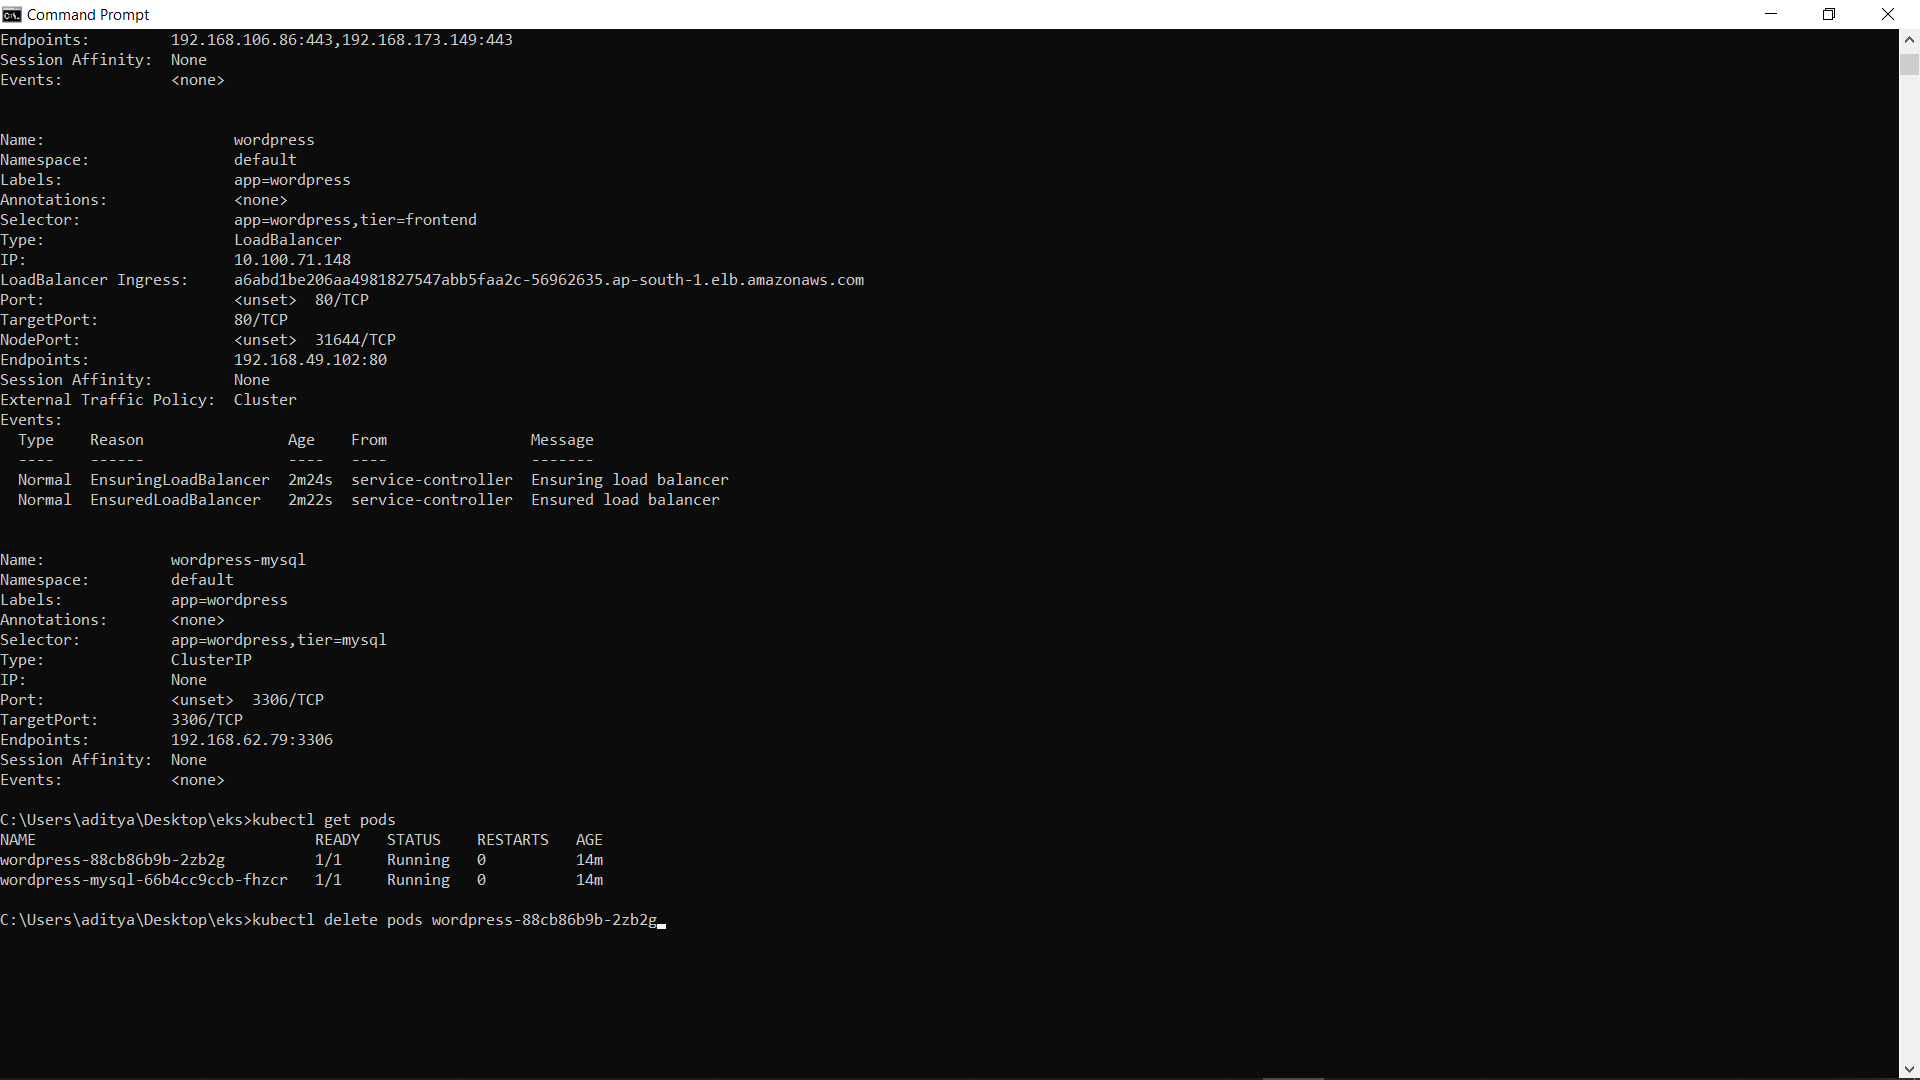 Command Prompt
Endpoints:         192.168.106.86:443,192.168.173.149:443
Session Affinity:  None
Events:            <none>
Name:                     wordpress
Namespace:                default
Labels:                   app=wordpress
Annotations:              <none>
Selector:                 app=wordpress,tier=frontend
Type:                     LoadBalancer
IP:                       10.100.71.148
LoadBalancer Ingress:     a6abd1be206aa4981827547abb5faa2c-56962635.ap-south-1.elb.amazonaws.com
Port:                     <unset>  80/TCP
TargetPort:               80/TCP
NodePort:                 <unset>  31644/TCP
Endpoints:                192.168.49.102:80
Session Affinity:         None
External Traffic Policy:  Cluster
Events:
  Type    Reason                Age    From                Message
  ----    ------                ----   ----                -------
  Normal  EnsuringLoadBalancer  2m24s  service-controller  Ensuring load balancer
  Normal  EnsuredLoadBalancer   2m22s  service-controller  Ensured load balancer
Name:              wordpress-mysql
Namespace:         default
Labels:            app=wordpress
Annotations:       <none>
Selector:          app=wordpress,tier=mysql
Type:              ClusterIP
IP:                None
Port:              <unset>  3306/TCP
TargetPort:        3306/TCP
Endpoints:         192.168.62.79:3306
Session Affinity:  None
Events:            <none>
C:\Users\aditya\Desktop\eks>kubectl get pods
NAME                               READY   STATUS    RESTARTS   AGE
wordpress-88cb86b9b-2zb2g          1/1     Running   0          14m
wordpress-mysql-66b4cc9ccb-fhzcr   1/1     Running   0          14m
C:\Users\aditya\Desktop\eks>kubectl delete pods wordpress-88cb86b9b-2zb2g